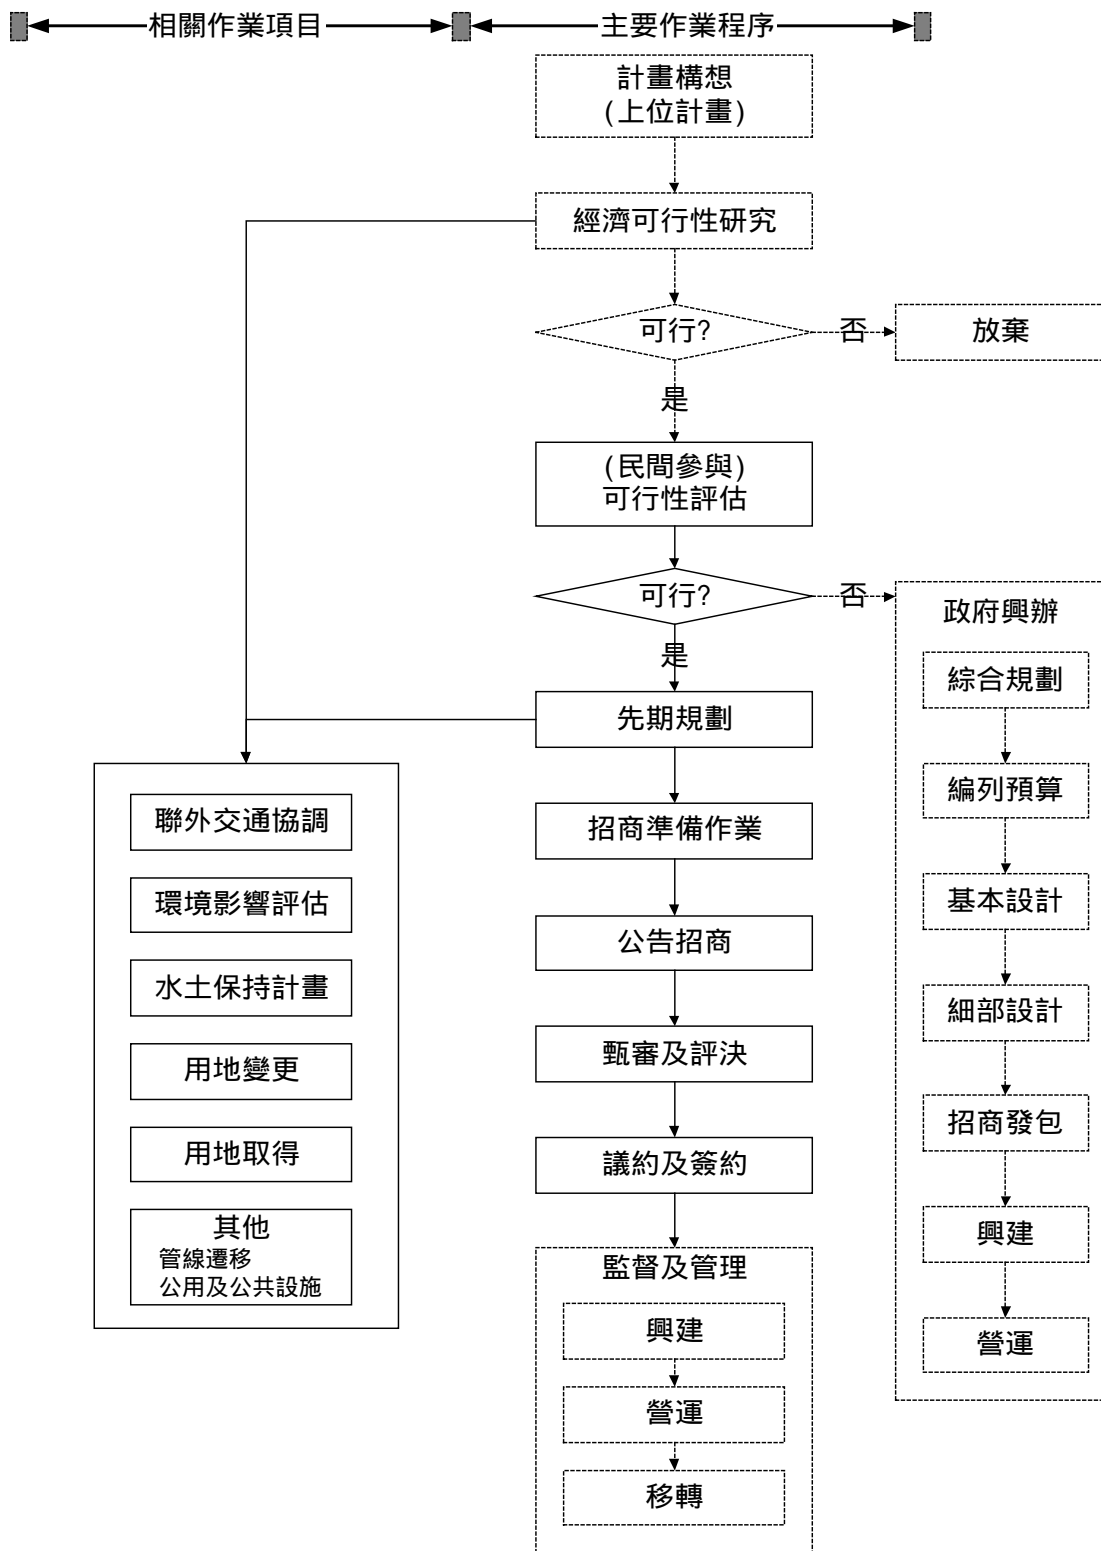 相關作業項目
主要作業程序
計畫構想
(上位計畫)
經濟可行性研究
可行?
否
放棄
是
(民間參與)
可行性評估
可行?
否
是
先期規劃
招商準備作業
公告招商
甄審及評決
議約及簽約
監督及管理
興建
營運
移轉
聯外交通協調
環境影響評估
水土保持計畫
用地變更
用地取得
其他
管線遷移
公用及公共設施
政府興辦
綜合規劃
編列預算
基本設計
細部設計
招商發包
興建
營運